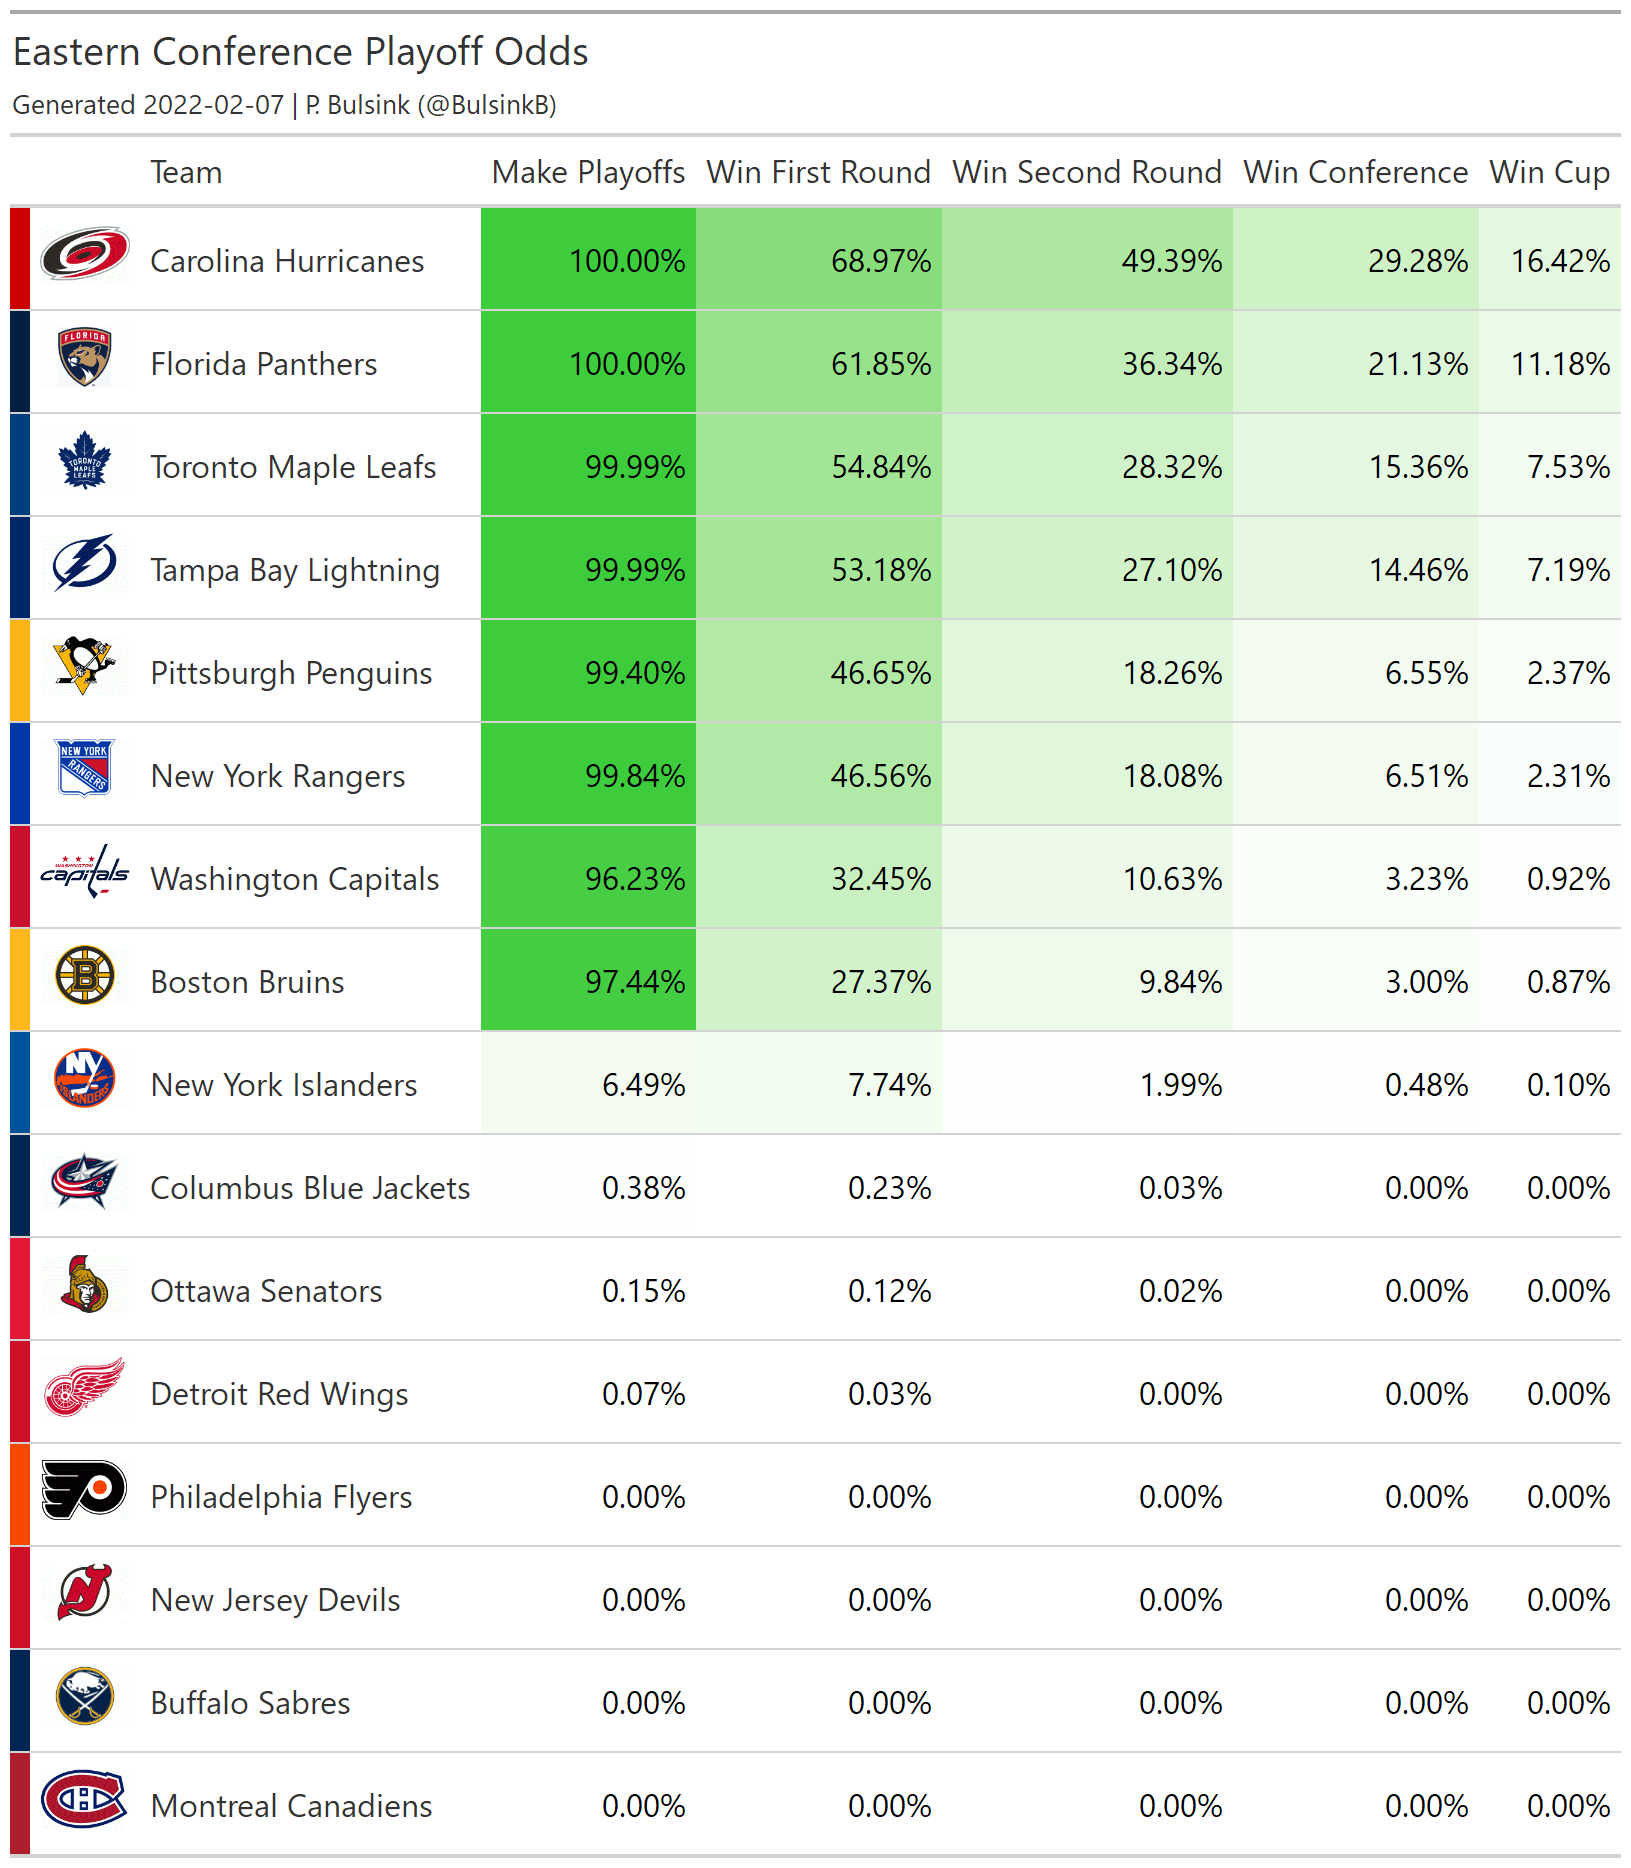 Eastern Conference Playoff Odds
Generated 2022-02-07 | P. Bulsink (@BulsinkB)
Team Make Playoffs Win First Round Win Second Round Win Conference Win Cup
Carolina Hurricanes 100.00% 68.97% 49.39% 29.28% 16.42%
FLORIDA
Florida Panthers 100.00% 61.85% 36.34% 21.13% 11.18%
TORONTO
MAPLE
LEAFS
Toronto Maple Leafs 99.99% 54.84% 28.32% 15.36% 7.53%
Tampa Bay Lightning 99.99% 53.18% 27.10% 14.46% 7.19%
Pittsburgh Penguins 99.40% 46.65% 18.26% 6.55% 2.37%
NEW YORK
RANGERS
New York Rangers 99.84% 46.56% 18.08% 6.51% 2.31%
WASHINGTON
capitals
Washington Capitals 96.23% 32.45% 10.63% 3.23% 0.92%
B
Boston Bruins 97.44% 27.37% 9.84% 3.00% 0.87%
NY
ISLANDERS
New York Islanders 6.49% 7.74% 1.99% 0.48% 0.10%
Columbus Blue Jackets 0.38% 0.23% 0.03% 0.00% 0.00%
Ottawa Senators 0.15% 0.12% 0.02% 0.00% 0.00%
Detroit Red Wings 0.07% 0.03% 0.00% 0.00% 0.00%
Philadelphia Flyers 0.00% 0.00% 0.00% 0.00% 0.00%
New Jersey Devils 0.00% 0.00% 0.00% 0.00% 0.00%
Buffalo Sabres 0.00% 0.00% 0.00% 0.00% 0.00%
Montreal Canadiens 0.00% 0.00% 0.00% 0.00% 0.00%